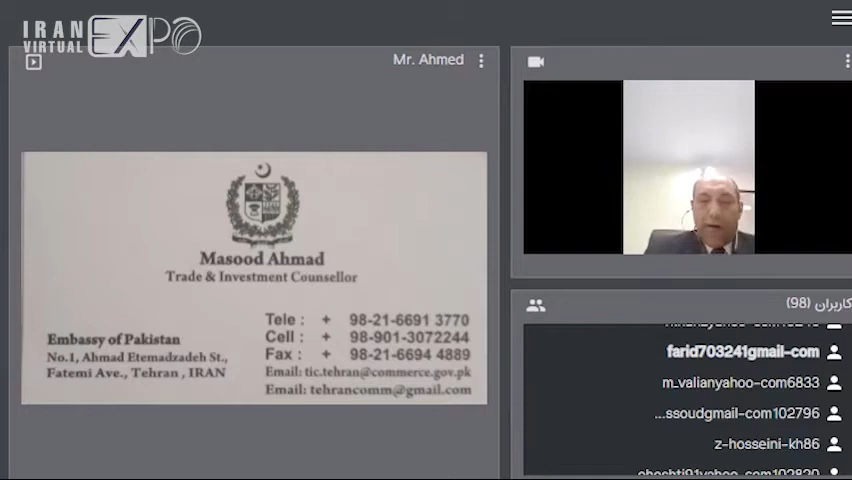 IRAN
VIRTUAL
EXPO
Mr. Ahmed
Masood Ahmad
Trade & Investment Counsellor
Embassy of Pakistan
No.1, Ahmad Etemadzadeh St.,
Fatemi Ave., Tehran , IRAN
Tele : + 98-21-6691 3770
Cell : + 98-901-3072244
Fax : + 98-21-6694 4889
Email: tic.tehran@commerce.gov.pk
Email: tehrancomm@gmail.com
کاربران (98)
farid703241gmail-com
m_valianyahoo-com6833
...ssoudgmail-com102796
z-hosseini-kh86